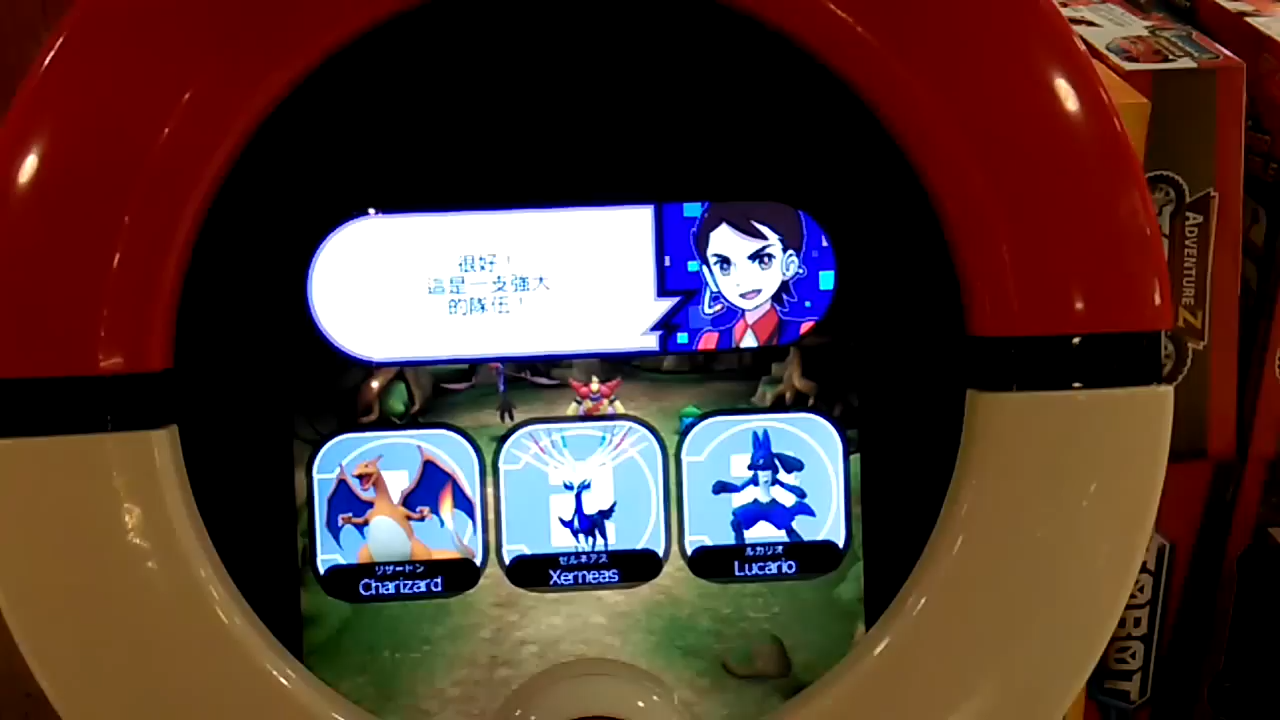 很好！
這是一支強大
的隊伍！
リザードン
Charizard
ゼルネアス
Xerneas
ルカリオ
Lucario
ADVENTURE Z
TOBOT